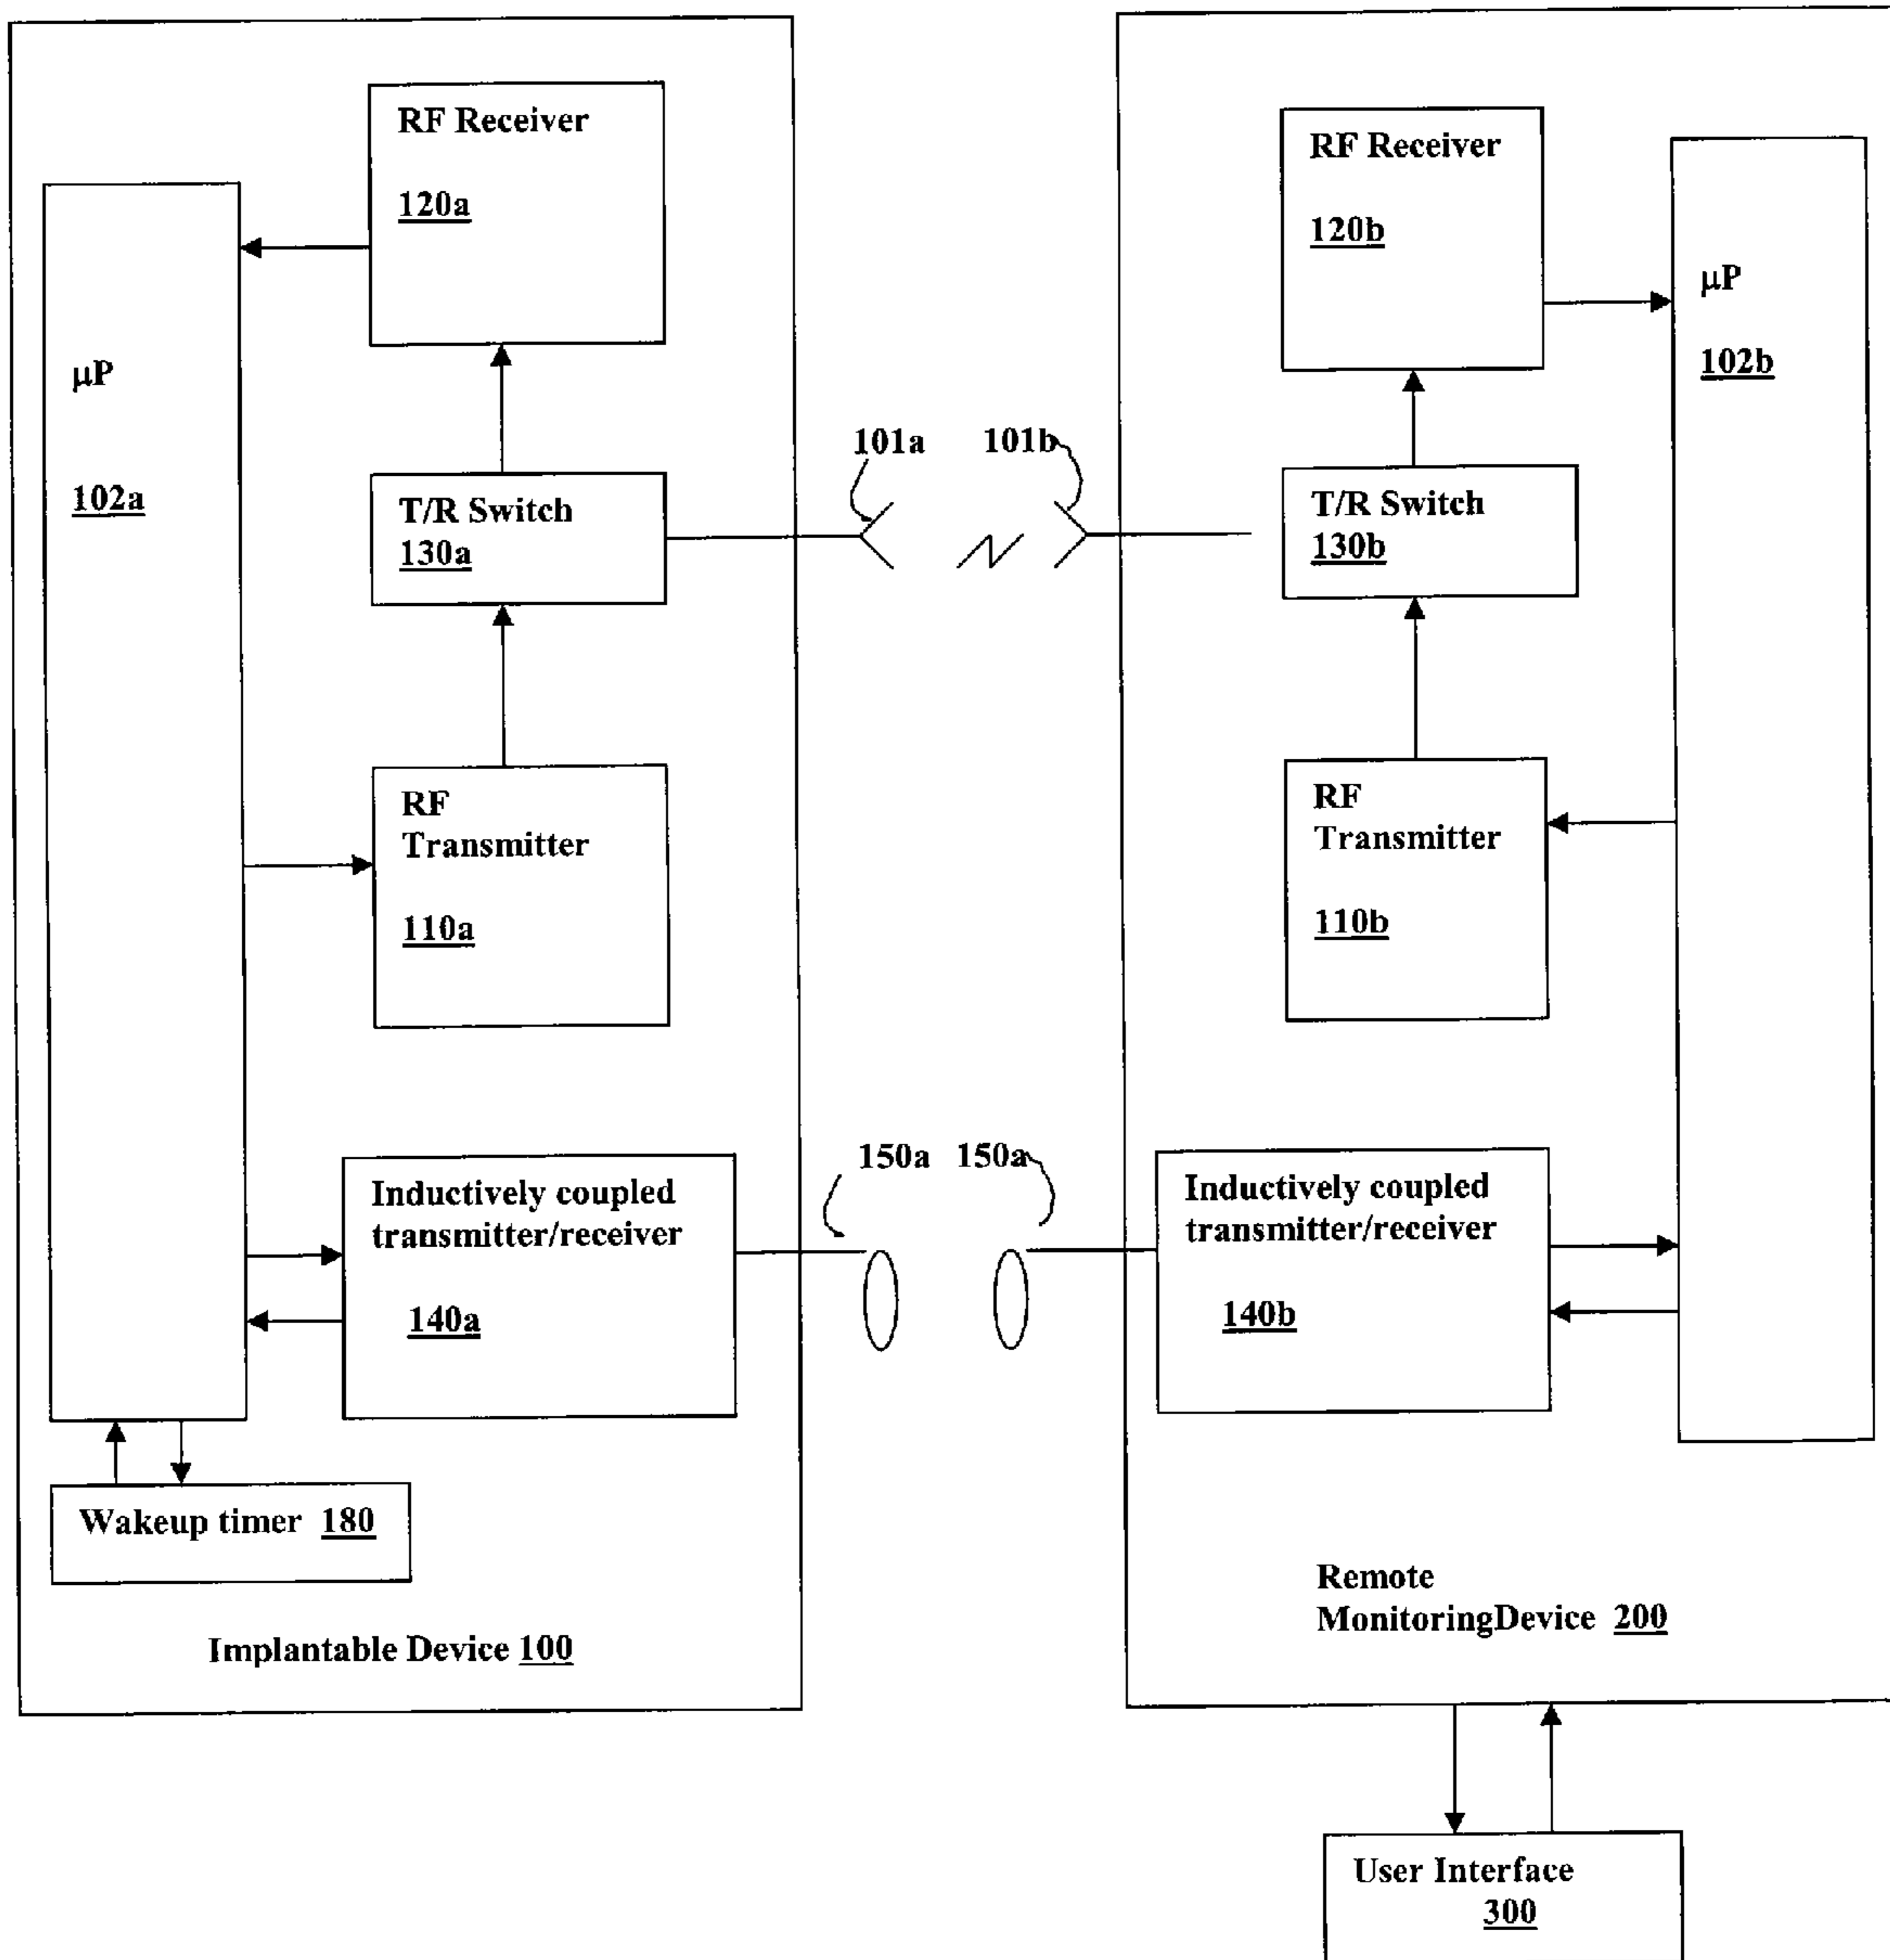 RF Receiver
120a
μP
102a
T/R Switch
130a
RF
Transmitter
110a
Inductively coupled
transmitter/receiver
140a
Wakeup timer 180
Implantable Device 100
101a 101b
150a 150a
RF Receiver
120b
μP
102b
T/R Switch
130b
RF
Transmitter
110b
Inductively coupled
transmitter/receiver
140b
Remote
MonitoringDevice 200
User Interface
300